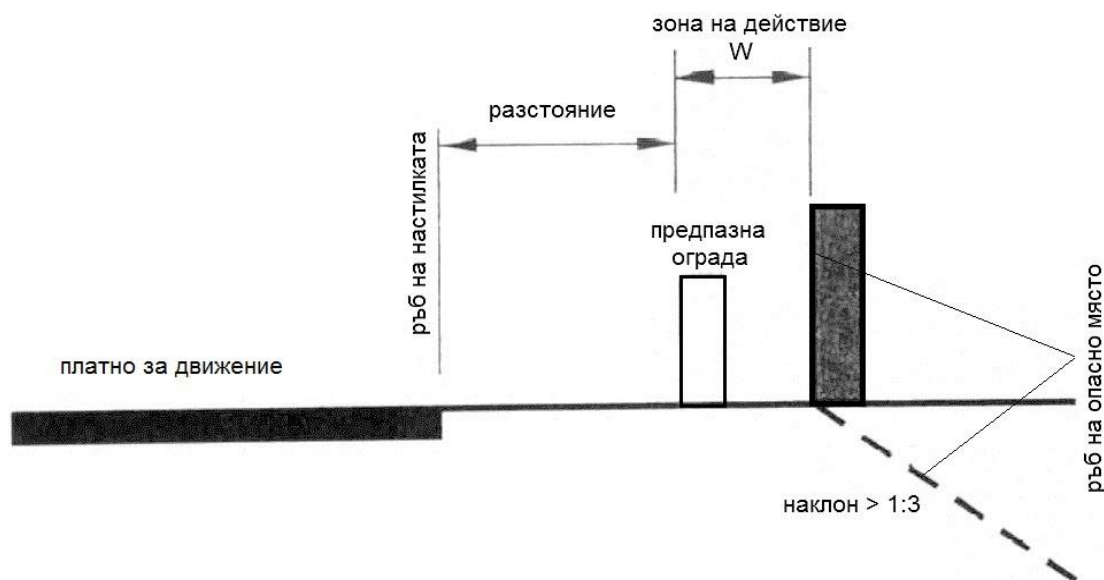 зона на действие
W
разстояние
ръб на настилката
предпазна
ограда
платно за движение
ръб на опасно място
наклон > 1:3